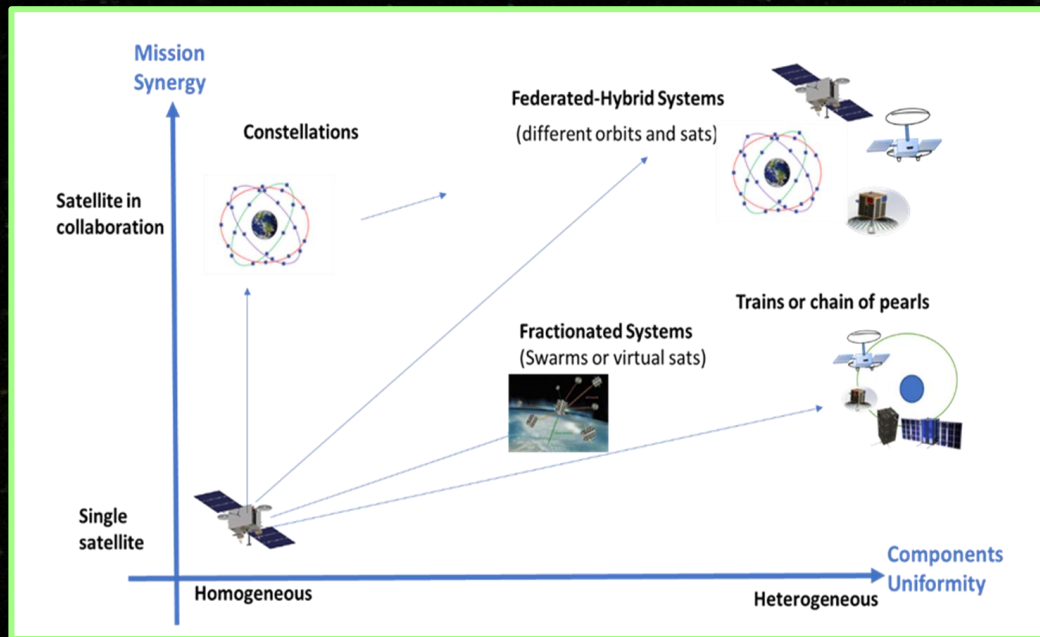 Mission
Synergy
Constellations
Federated-Hybrid Systems
(different orbits and sats)
Satellite in
collaboration
Trains or chain of pearls
Fractionated Systems
(Swarms or virtual sats)
Single
satellite
Components
Uniformity
Homogeneous
Heterogeneous